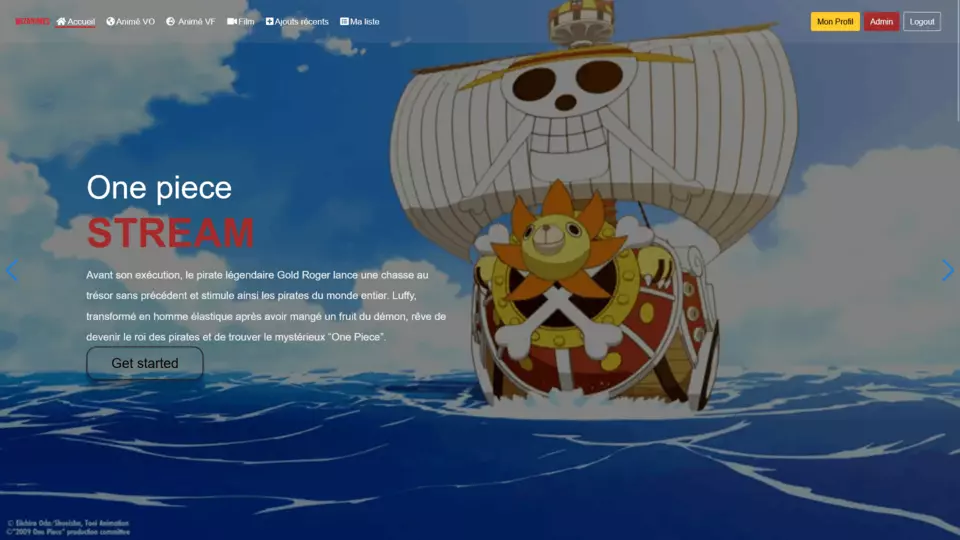 Accueil Animé VO Animé VF Film Ajouts récents Ma liste Mon Profil Admin Logout
One piece
STREAM
Avant son exécution, le pirate légendaire Gold Roger lance une chasse au
trésor sans précédent et stimule ainsi les pirates du monde entier. Luffy,
transformé en homme élastique après avoir mangé un fruit du démon, rêve de
devenir le roi des pirates et de trouver le mystérieux "One Piece".
Get started
© Eiichiro Oda/Shueisha, Toei Animation
©"2009 One Piece" production committee